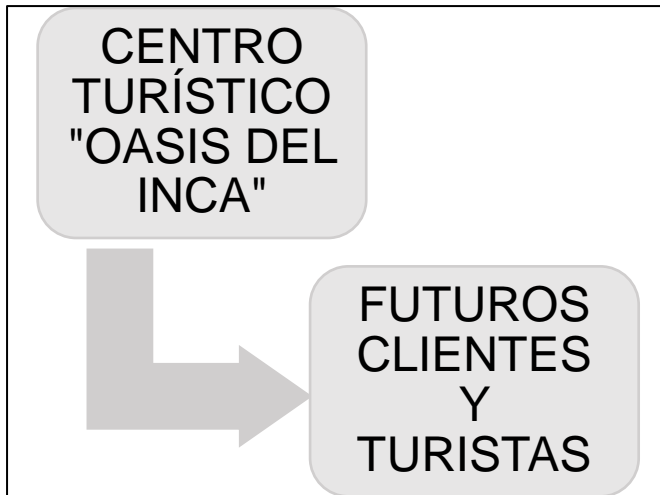 CENTRO
TURÍSTICO
"OASIS DEL
INCA"
FUTUROS
CLIENTES
Y
TURISTAS